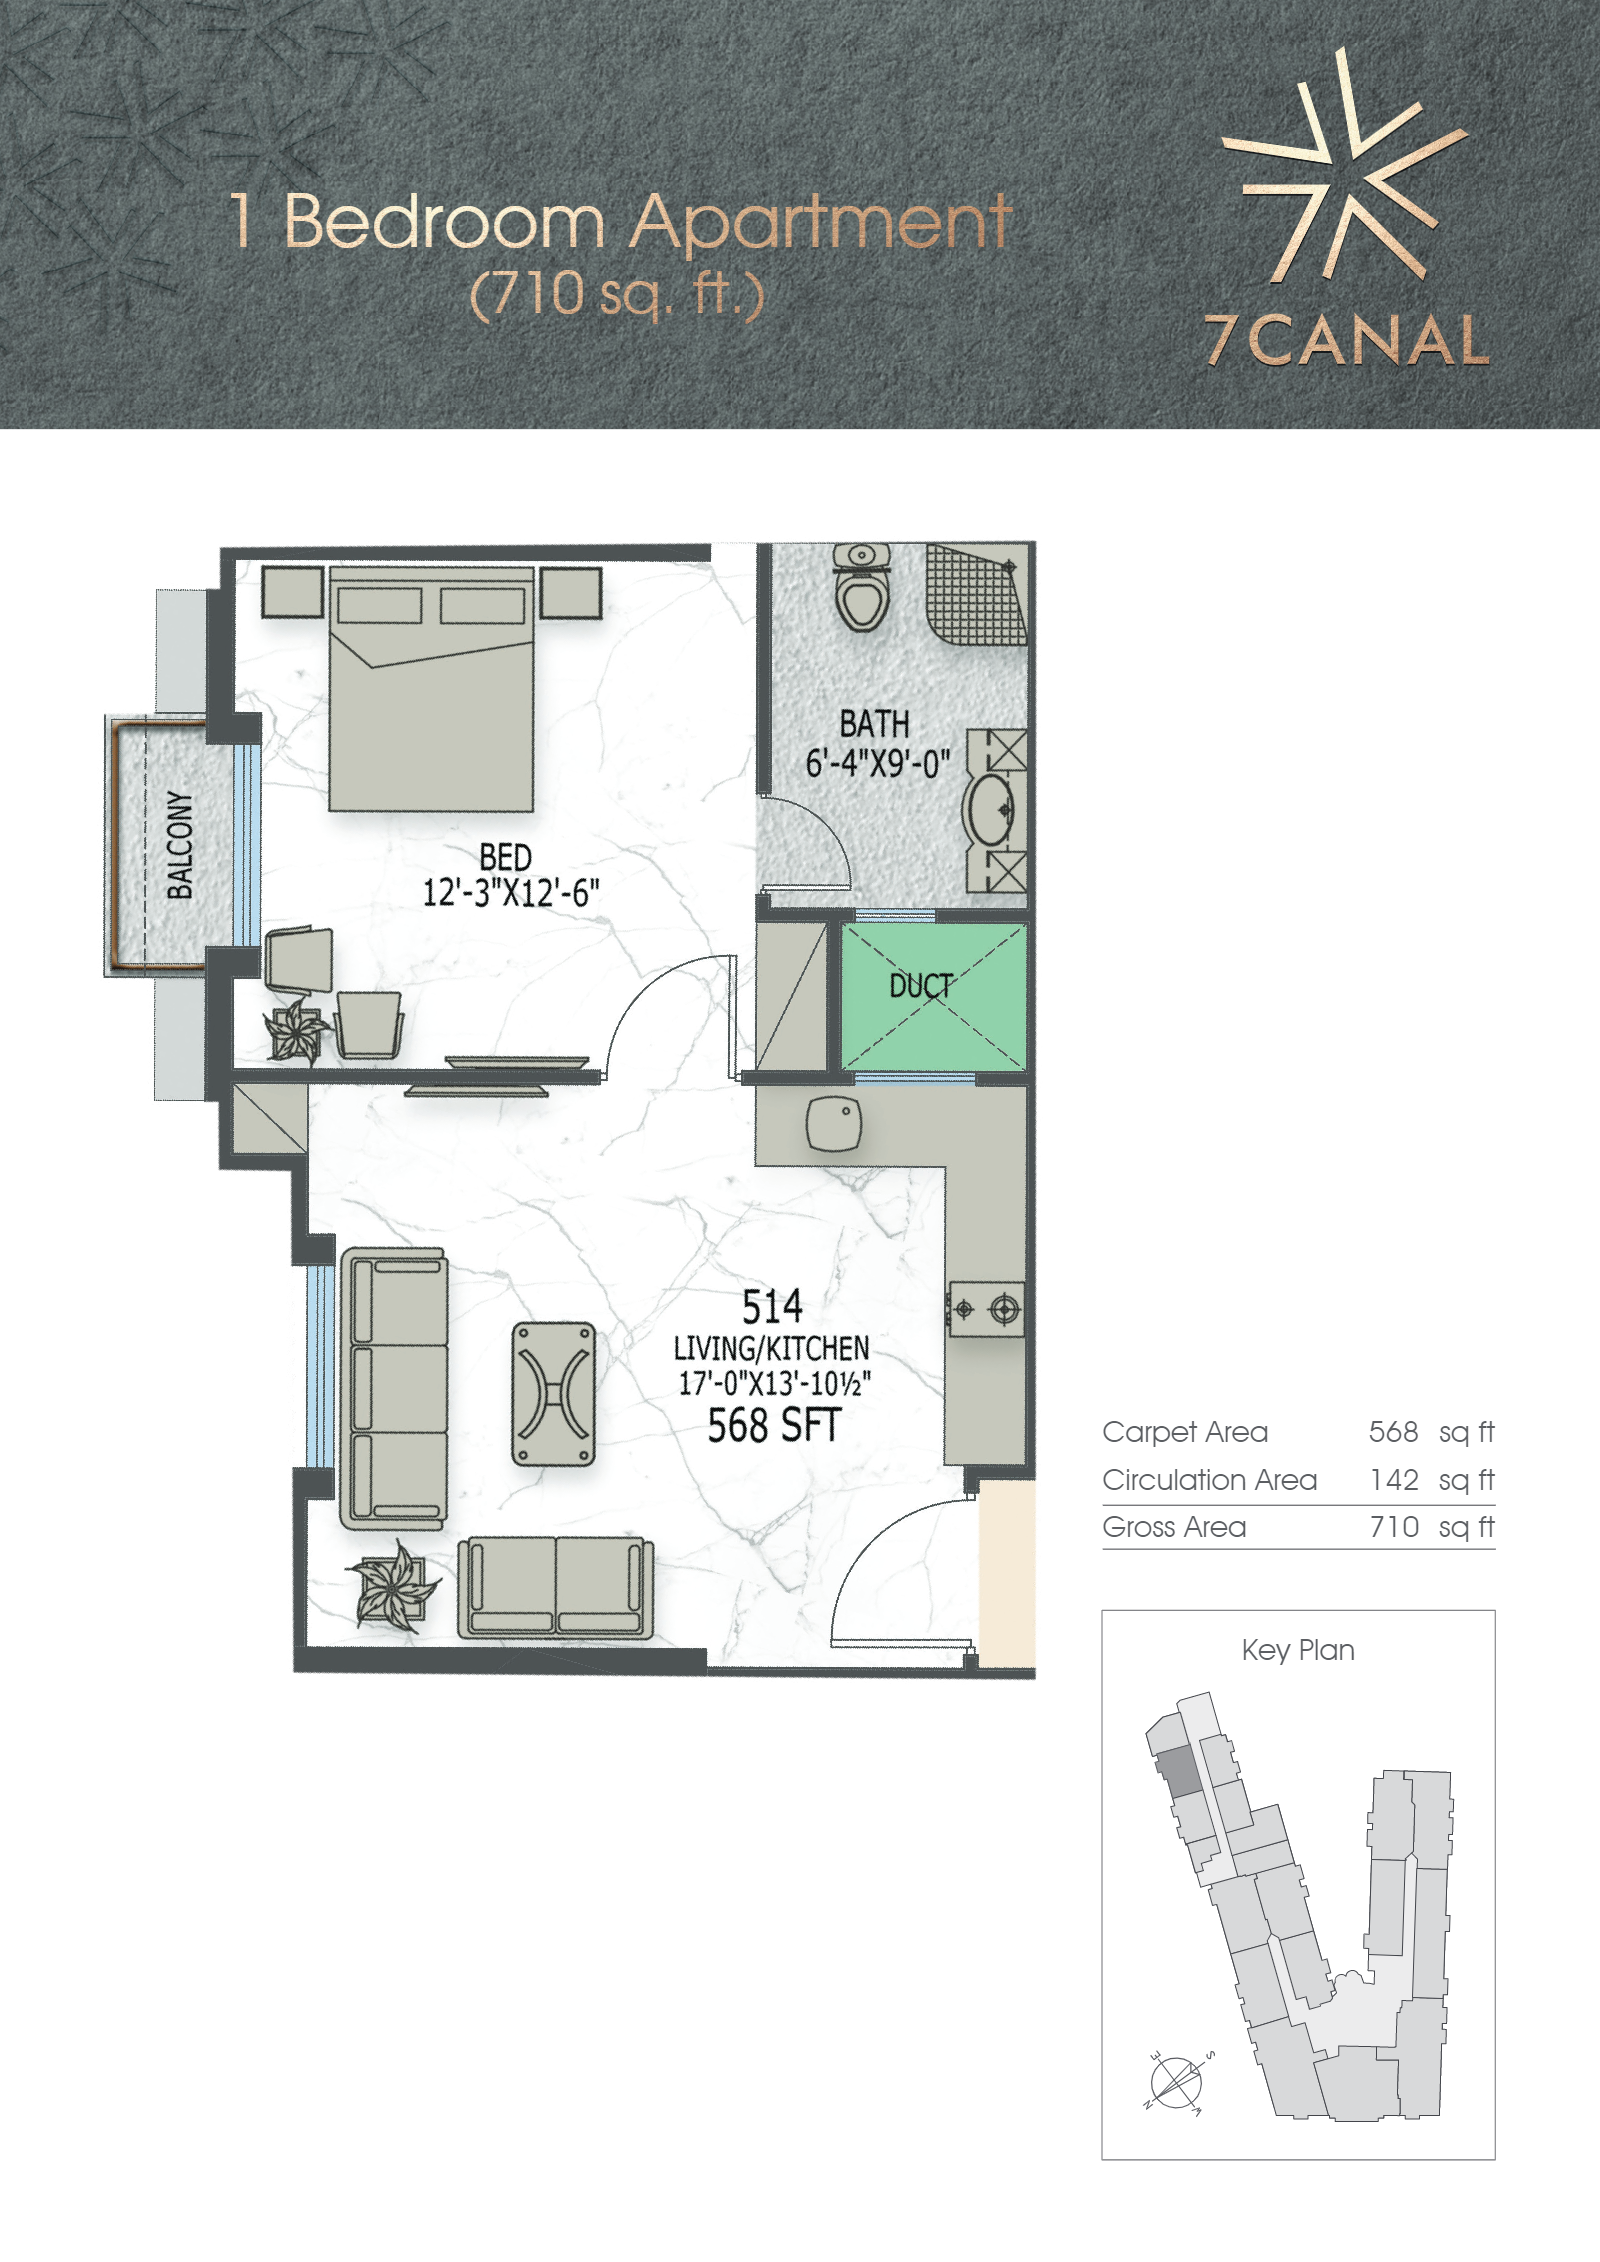 1 Bedroom Apartment
(710 sq. ft.)
7CANAL
BATH
6'-4"X9'-0"
BALCONY
BED
12'-3"X12'-6"
DUCT
514
LIVING/KITCHEN
17'-0"X13'-10½"
568 SFT
Carpet Area 568 sq ft
Circulation Area 142 sq ft
Gross Area 710 sq ft
Key Plan
E
S
N
W